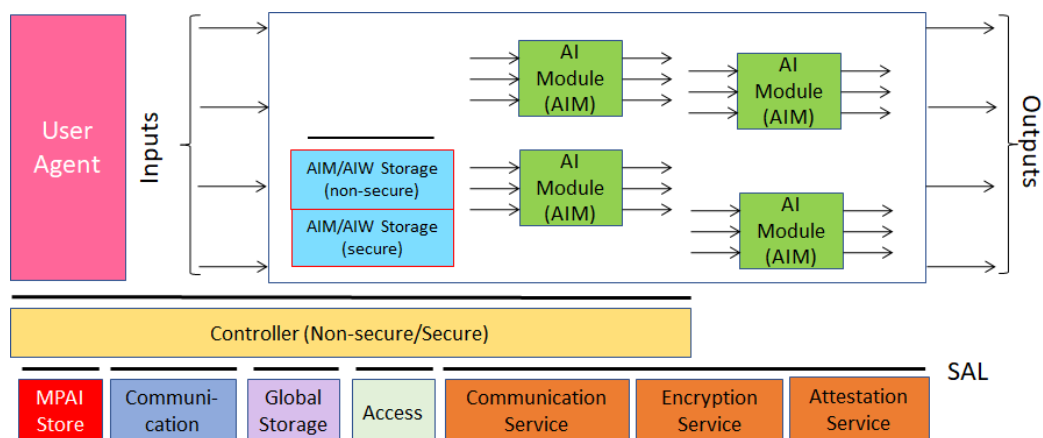 User
Agent
Inputs
AI
Module
(AIM)
AI
Module
(AIM)
AIM/AIW Storage
(non-secure)
AIM/AIW Storage
(secure)
AI
Module
(AIM)
AI
Module
(AIM)
Outputs
Controller (Non-secure/Secure)
SAL
MPAI
Store
Communi-
cation
Global
Storage
Access
Communication
Service
Encryption
Service
Attestation
Service